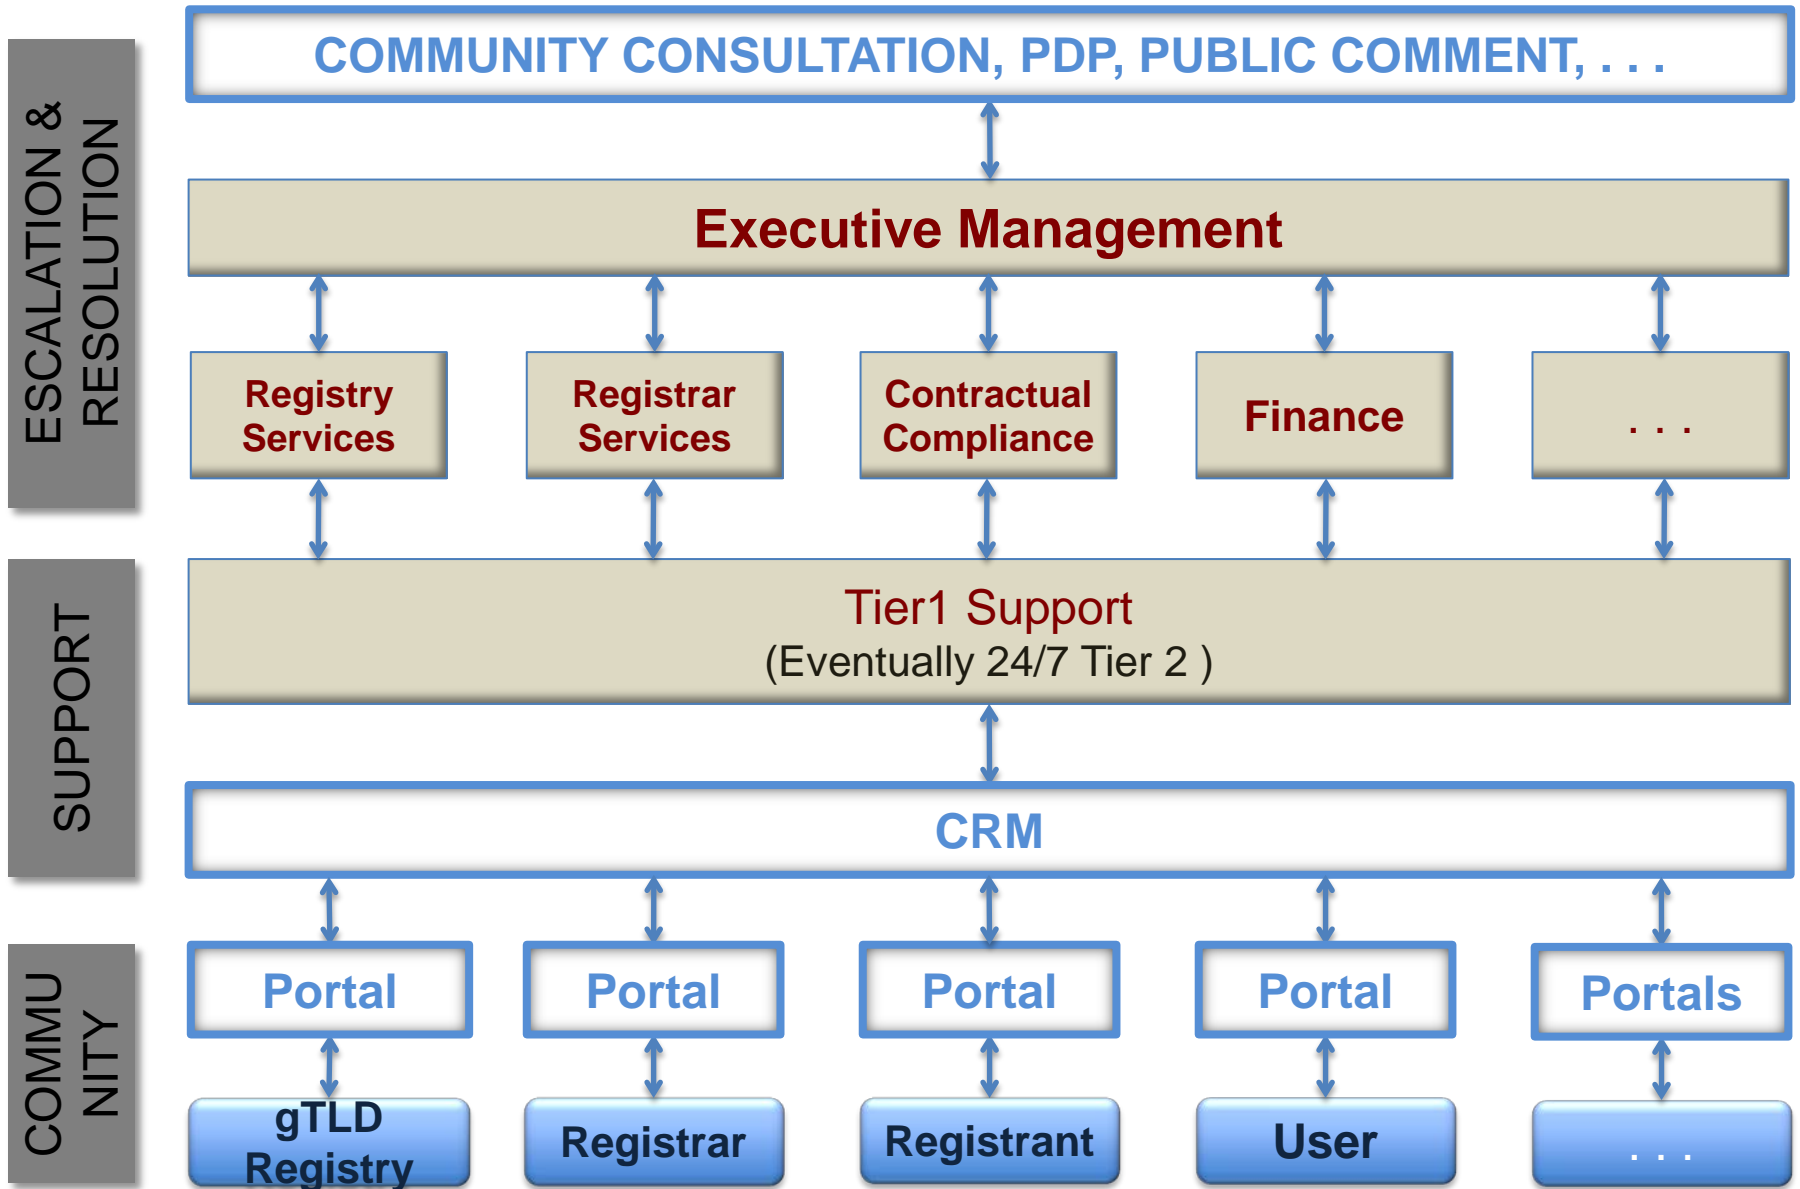 COMMUNITY CONSULTATION, PDP, PUBLIC COMMENT, . . .
ESCALATION &
RESOLUTION
Executive Management
Registry
Services
Registrar
Services
Contractual
Compliance
Finance
. . .
SUPPORT
Tier1 Support
(Eventually 24/7 Tier 2 )
CRM
COMMU
NITY
Portal
Portal
Portal
Portal
Portals
gTLD
Registry
Registrar
Registrant
User
. . .